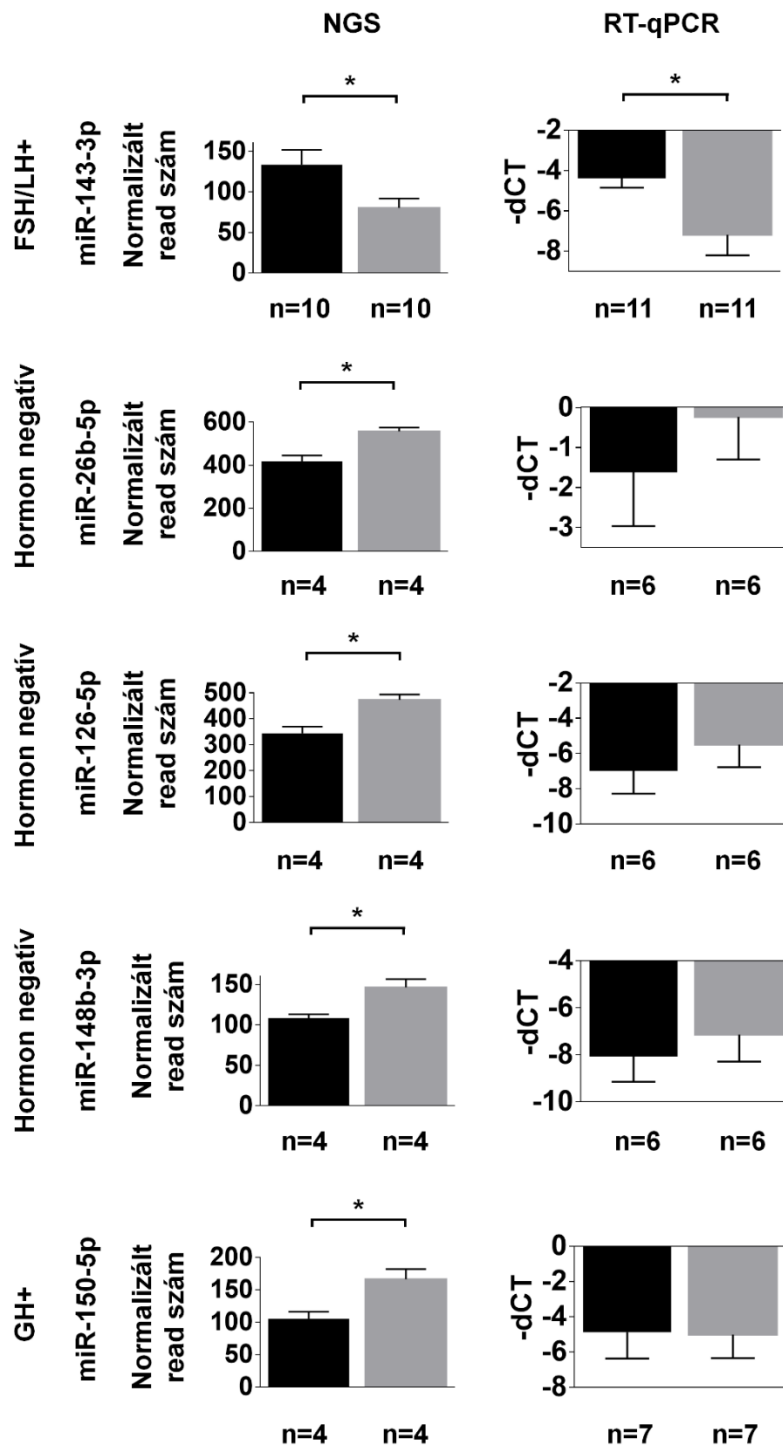 NGS RT-qPCR
FSH/LH+
miR-143-3p
Normalizált
read szám
150
100
50
0
*
n=10 n=10
-dCT
-2
-4
-6
-8
*
n=11 n=11
Hormon negatív
miR-26b-5p
Normalizált
read szám
600
400
200
0
*
n=4 n=4
-dCT
0
-1
-2
-3
n=6 n=6
Hormon negatív
miR-126-5p
Normalizált
read szám
500
400
300
200
100
0
*
n=4 n=4
-dCT
-2
-4
-6
-8
-10
n=6 n=6
Hormon negatív
miR-148b-3p
Normalizált
read szám
150
100
50
0
*
n=4 n=4
-dCT
-4
-6
-8
-10
n=6 n=6
GH+
miR-150-5p
Normalizált
read szám
200
150
100
50
0
*
n=4 n=4
-dCT
0
-2
-4
-6
-8
n=7 n=7